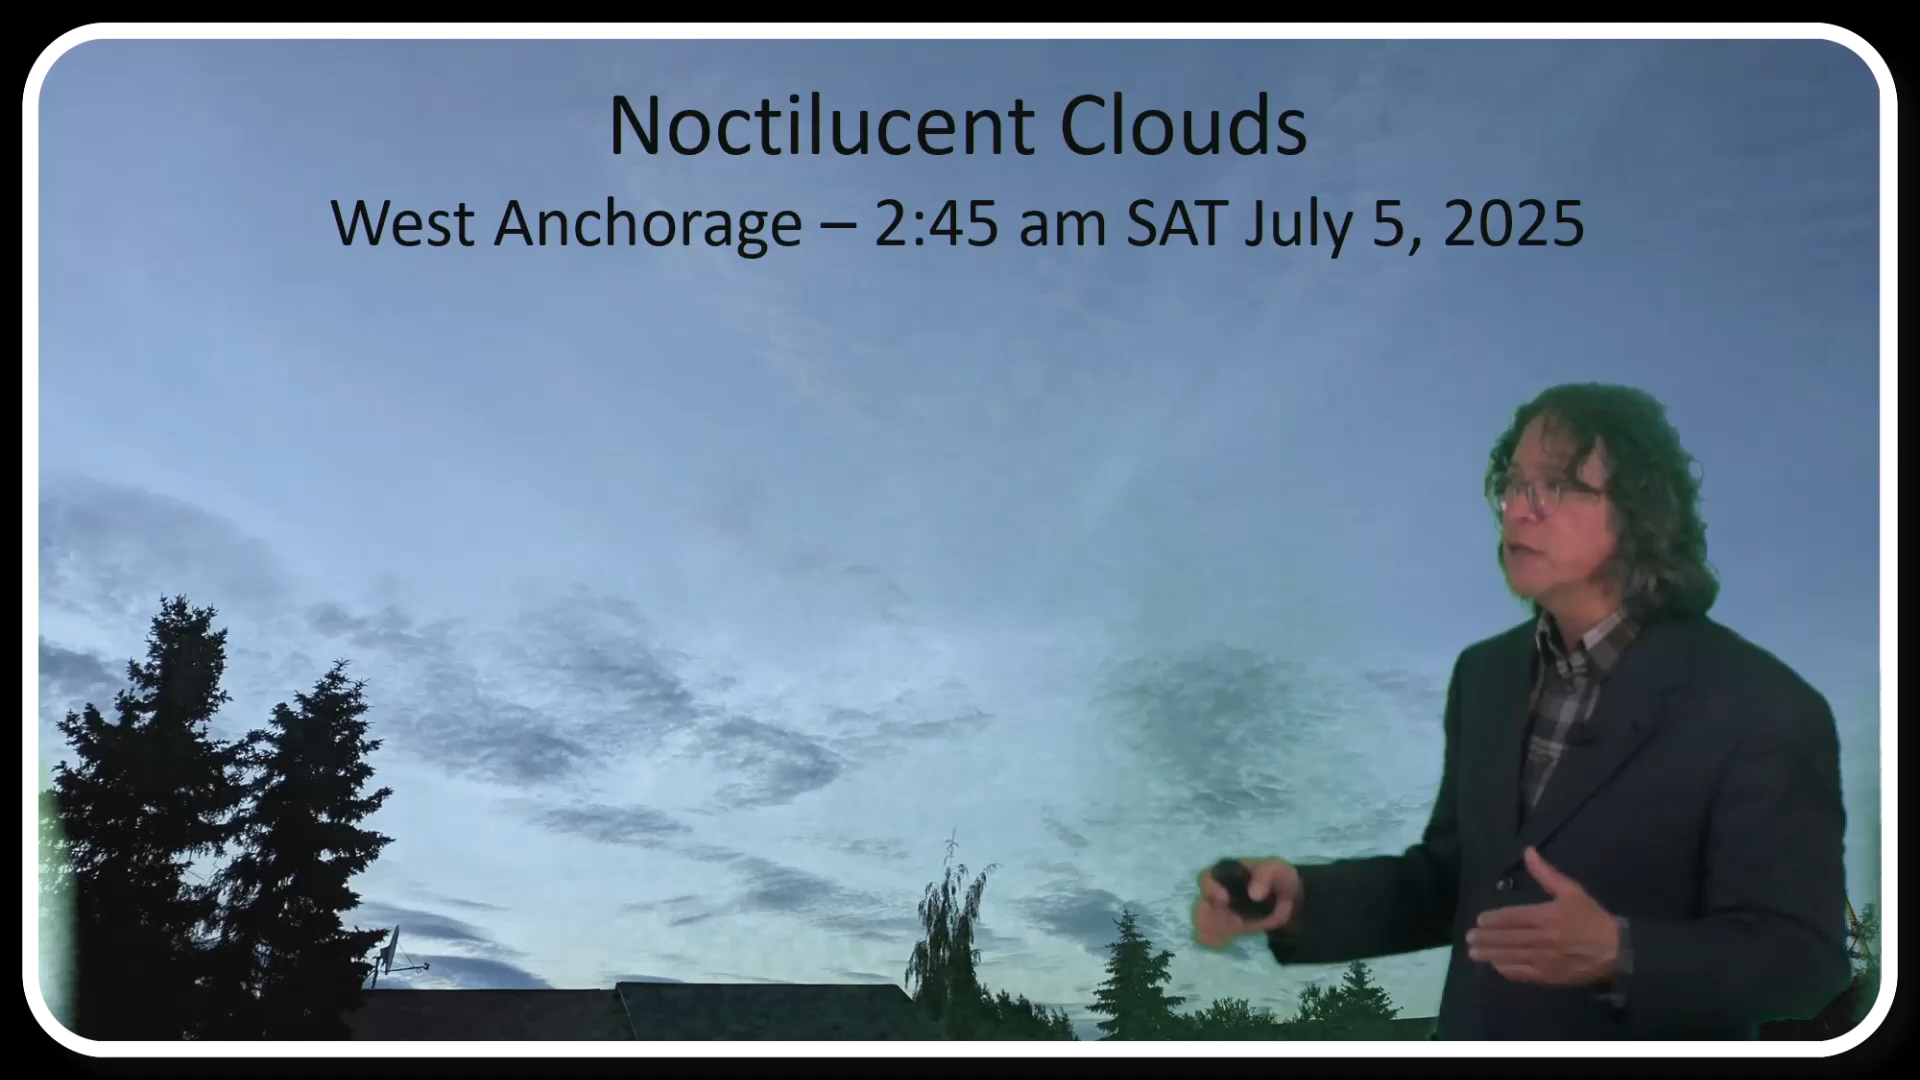 Noctilucent Clouds
West Anchorage – 2:45 am SAT July 5, 2025